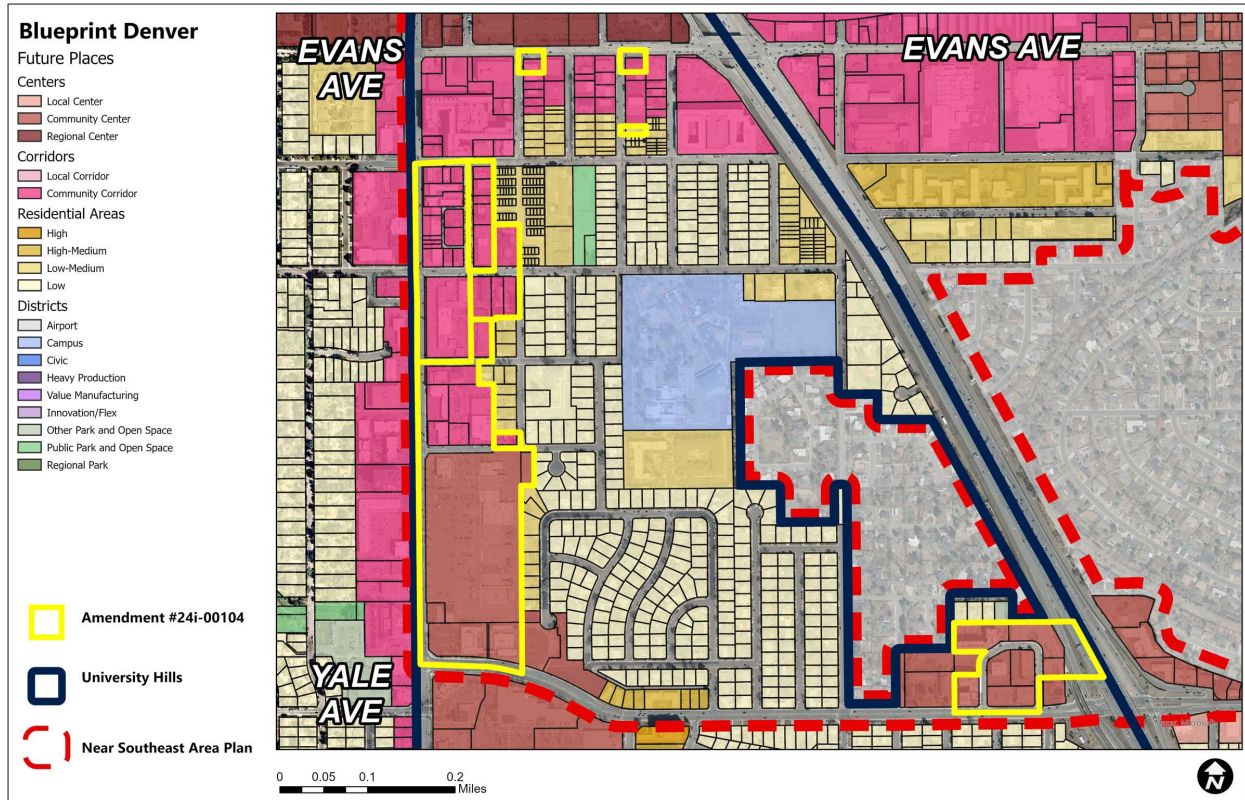 Blueprint Denver
Future Places
Centers
Local Center
Community Center
Regional Center
Corridors
Local Corridor
Community Corridor
Residential Areas
High
High-Medium
Low-Medium
Low
Districts
Airport
Campus
Civic
Heavy Production
Value Manufacturing
Innovation/Flex
Other Park and Open Space
Public Park and Open Space
Regional Park
Amendment #24i-00104
University Hills
Near Southeast Area Plan
EVANS
AVE
EVANS AVE
YALE
AVE
0 0.05 0.1 0.2
Miles
N